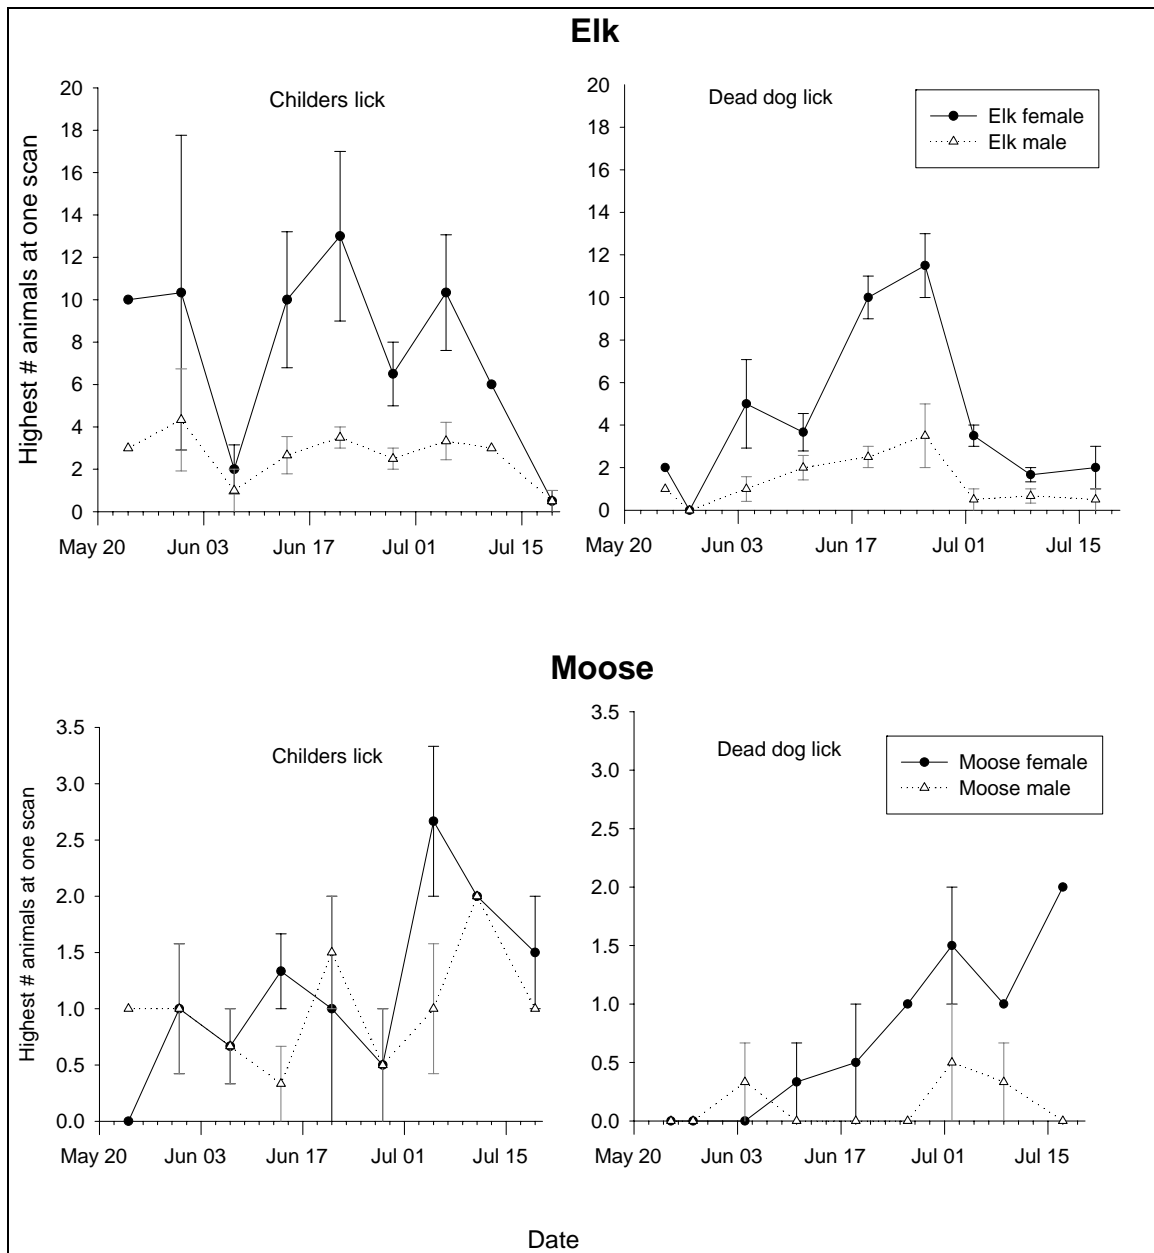 Elk
Childers lick
Dead dog lick
Elk female
Elk male
Highest # animals at one scan
20
18
16
14
12
10
8
6
4
2
0
May 20
Jun 03
Jun 17
Jul 01
Jul 15
20
18
16
14
12
10
8
6
4
2
0
May 20
Jun 03
Jun 17
Jul 01
Jul 15
Moose
Childers lick
Dead dog lick
Moose female
Moose male
Highest # animals at one scan
3.5
3.0
2.5
2.0
1.5
1.0
0.5
0.0
May 20
Jun 03
Jun 17
Jul 01
Jul 15
3.5
3.0
2.5
2.0
1.5
1.0
0.5
0.0
May 20
Jun 03
Jun 17
Jul 01
Jul 15
Date